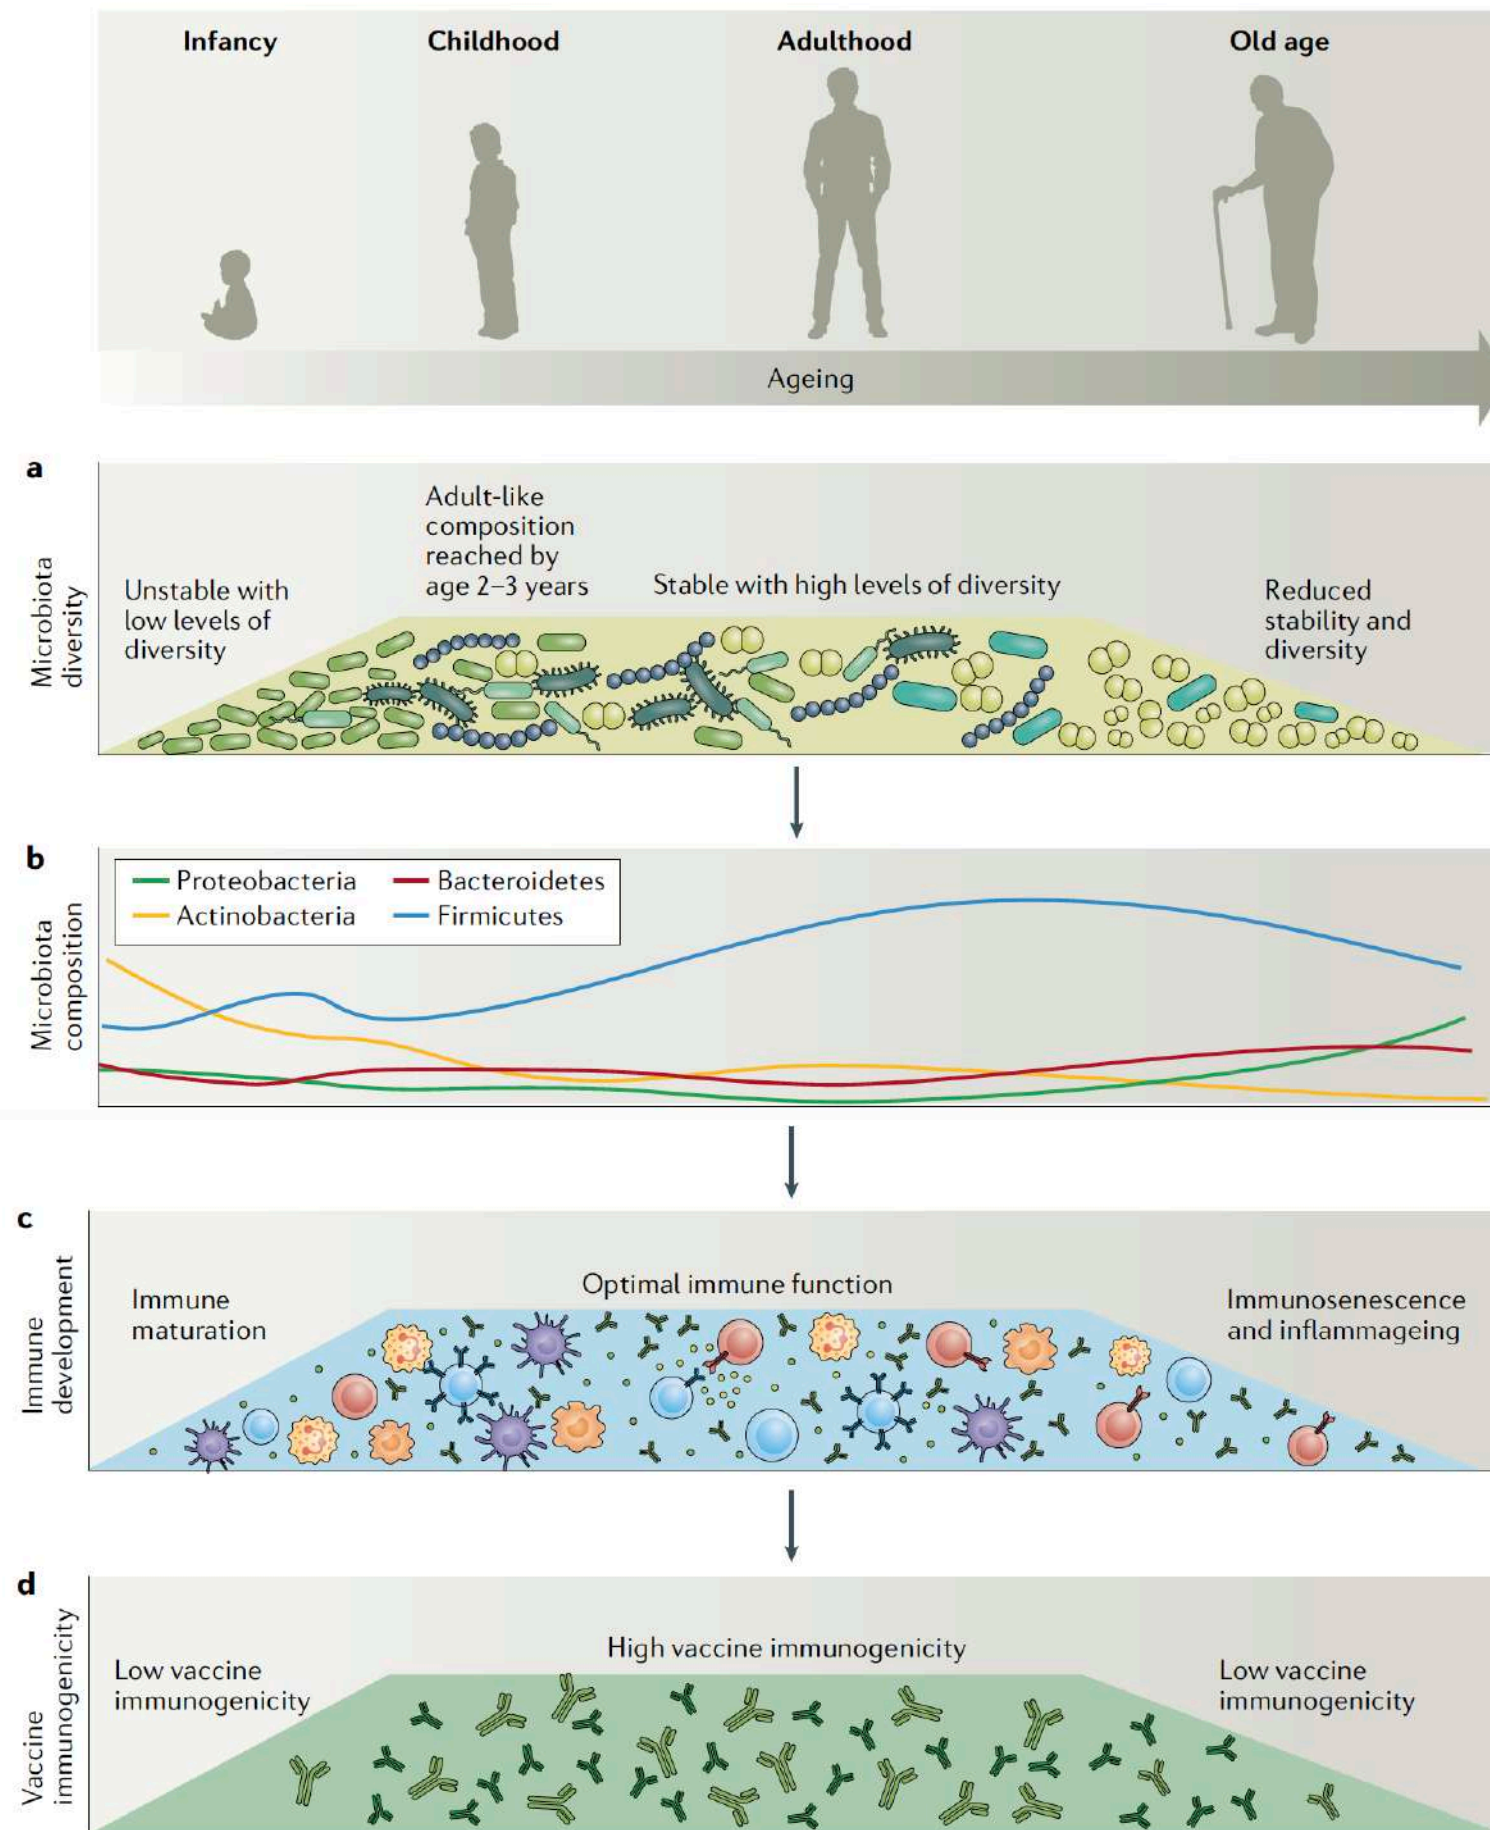 Infancy
Childhood
Adulthood
Old age
Ageing
a
Microbiota
diversity
Unstable with
low levels of
diversity
Adult-like
composition
reached by
age 2–3 years
Stable with high levels of diversity
Reduced
stability and
diversity
b
Microbiota
composition
Proteobacteria
Bacteroidetes
Actinobacteria
Firmicutes
c
Immune
development
Immune
maturation
Optimal immune function
Immunosenescence
and inflammageing
d
Vaccine
immunogenicity
Low vaccine
immunogenicity
High vaccine immunogenicity
Low vaccine
immunogenicity